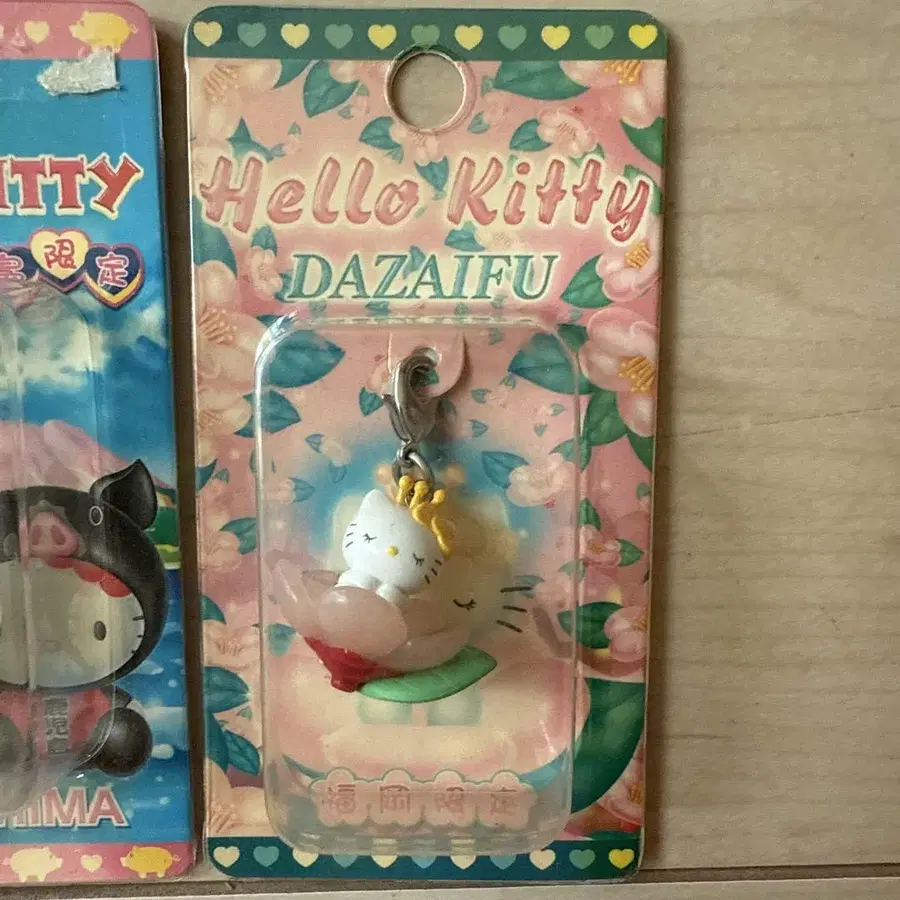 ITTY
限定
HIMA
Hello Kitty
DAZAIFU
福岡限定